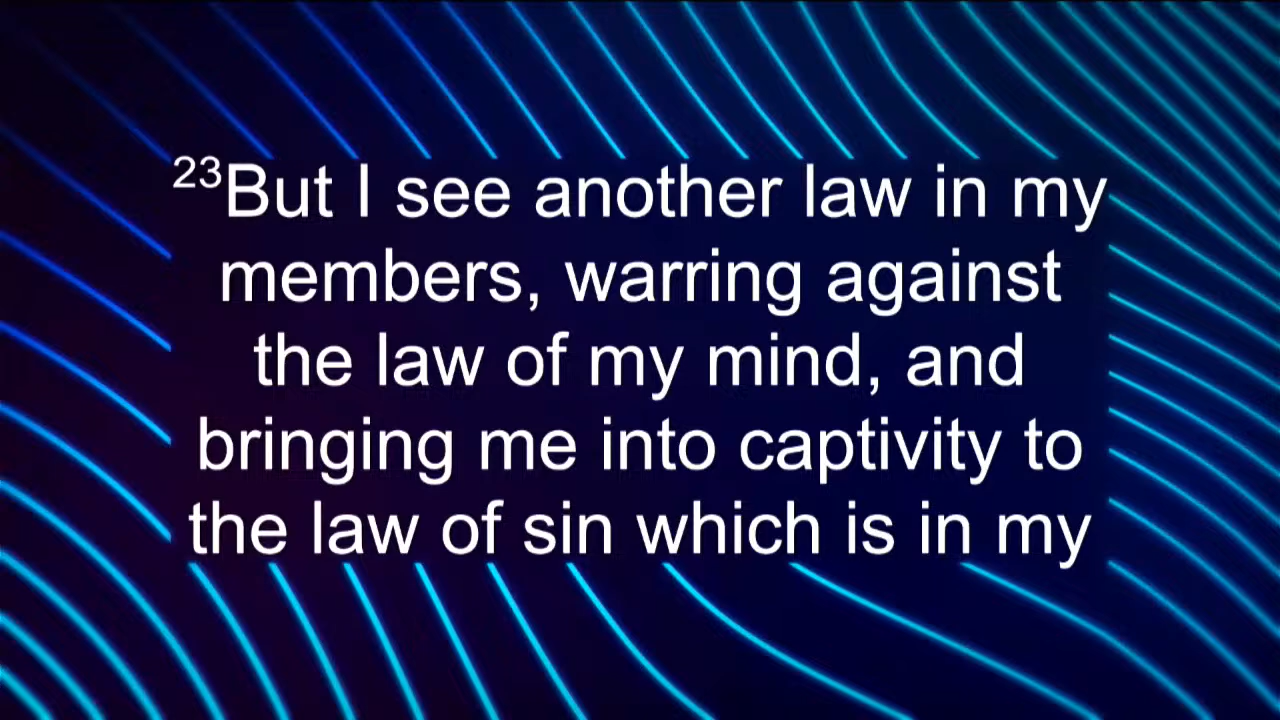 23But I see another law in my
members, warring against
the law of my mind, and
bringing me into captivity to
the law of sin which is in my